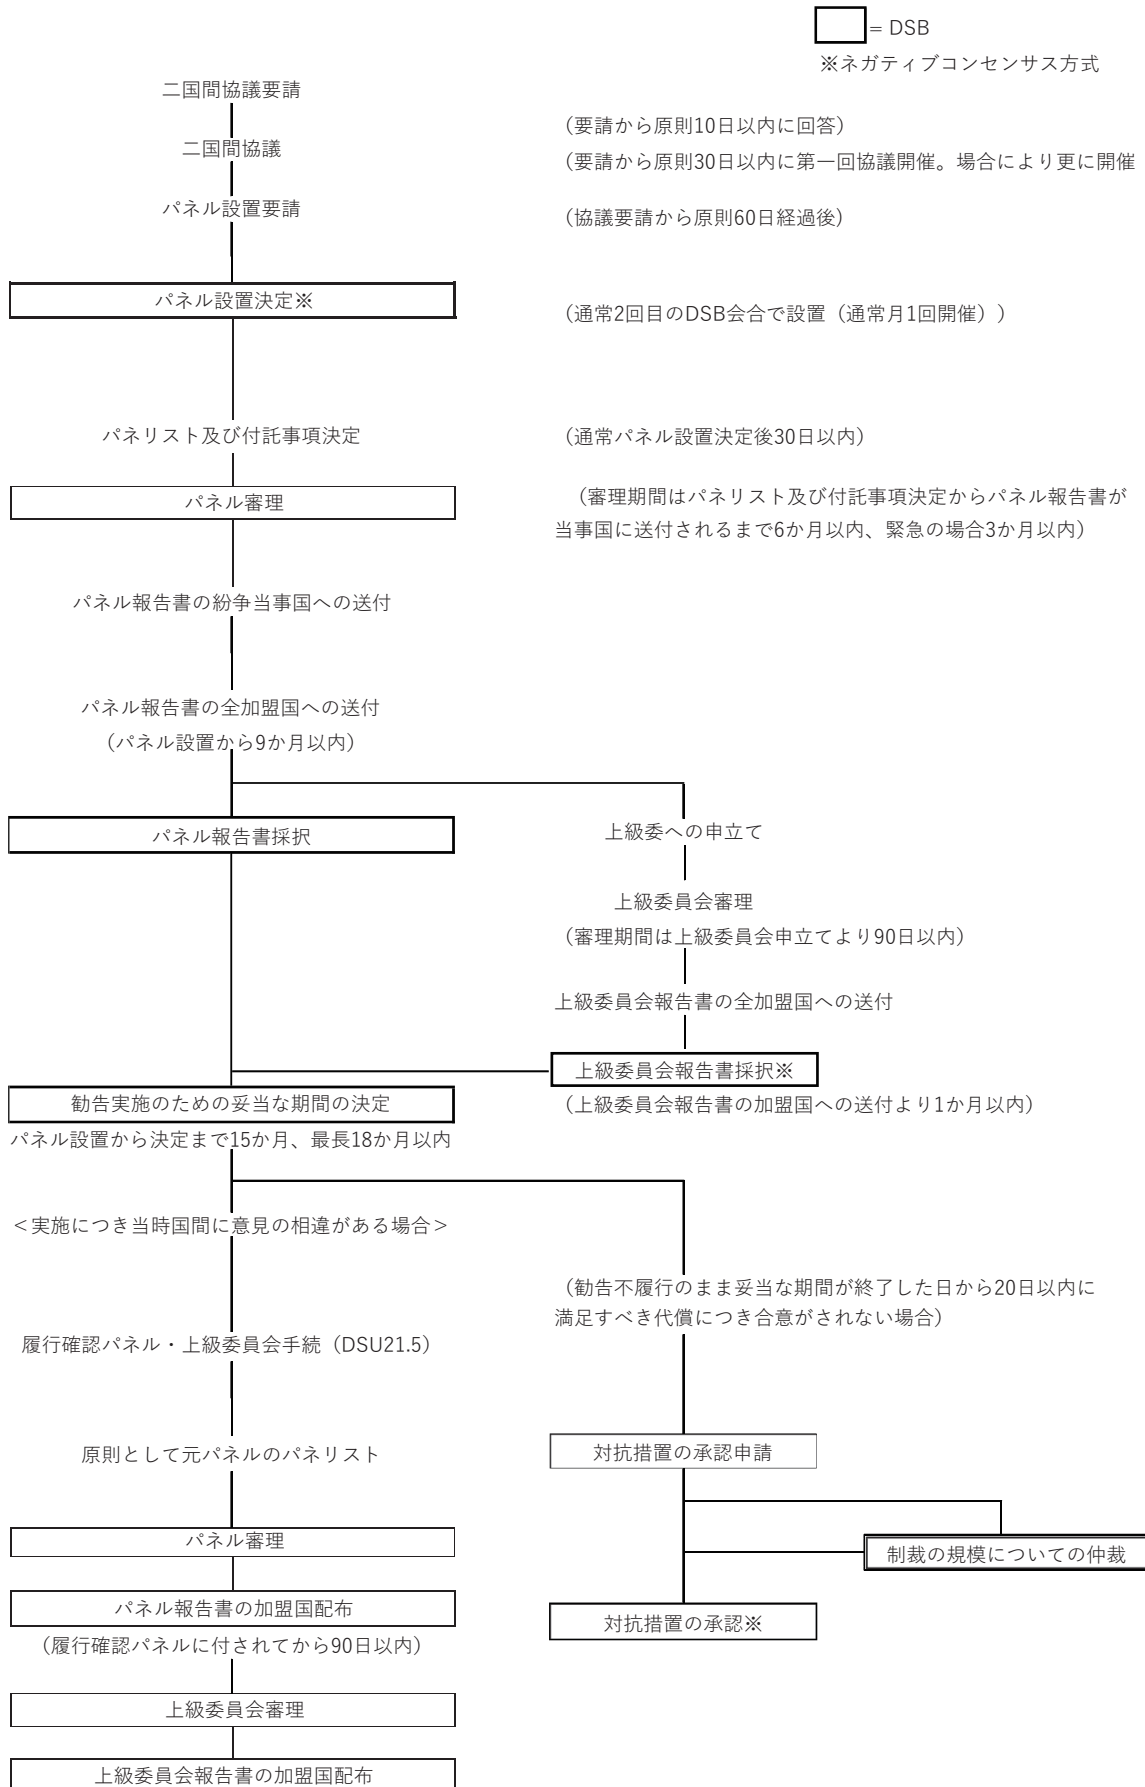 = DSB
※ネガティブコンセンサス方式
二国間協議要請
（要請から原則10日以内に回答）
二国間協議
（要請から原則30日以内に第一回協議開催。場合により更に開催
パネル設置要請
（協議要請から原則60日経過後）
パネル設置決定※
（通常2回目のDSB会合で設置（通常月1回開催））
パネリスト及び付託事項決定
（通常パネル設置決定後30日以内）
パネル審理
（審理期間はパネリスト及び付託事項決定からパネル報告書が
当事国に送付されるまで6か月以内、緊急の場合3か月以内）
パネル報告書の紛争当事国への送付
パネル報告書の全加盟国への送付
（パネル設置から9か月以内）
パネル報告書採択
上級委への申立て
上級委員会審理
（審理期間は上級委員会申立てより90日以内）
上級委員会報告書の全加盟国への送付
上級委員会報告書採択※
（上級委員会報告書の加盟国への送付より1か月以内）
勧告実施のための妥当な期間の決定
パネル設置から決定まで15か月、最長18か月以内
＜実施につき当時国間に意見の相違がある場合＞
（勧告不履行のまま妥当な期間が終了した日から20日以内に
満足すべき代償につき合意がされない場合）
履行確認パネル・上級委員会手続（DSU21.5）
原則として元パネルのパネリスト
対抗措置の承認申請
パネル審理
制裁の規模についての仲裁
パネル報告書の加盟国配布
対抗措置の承認※
（履行確認パネルに付されてから90日以内）
上級委員会審理
上級委員会報告書の加盟国配布